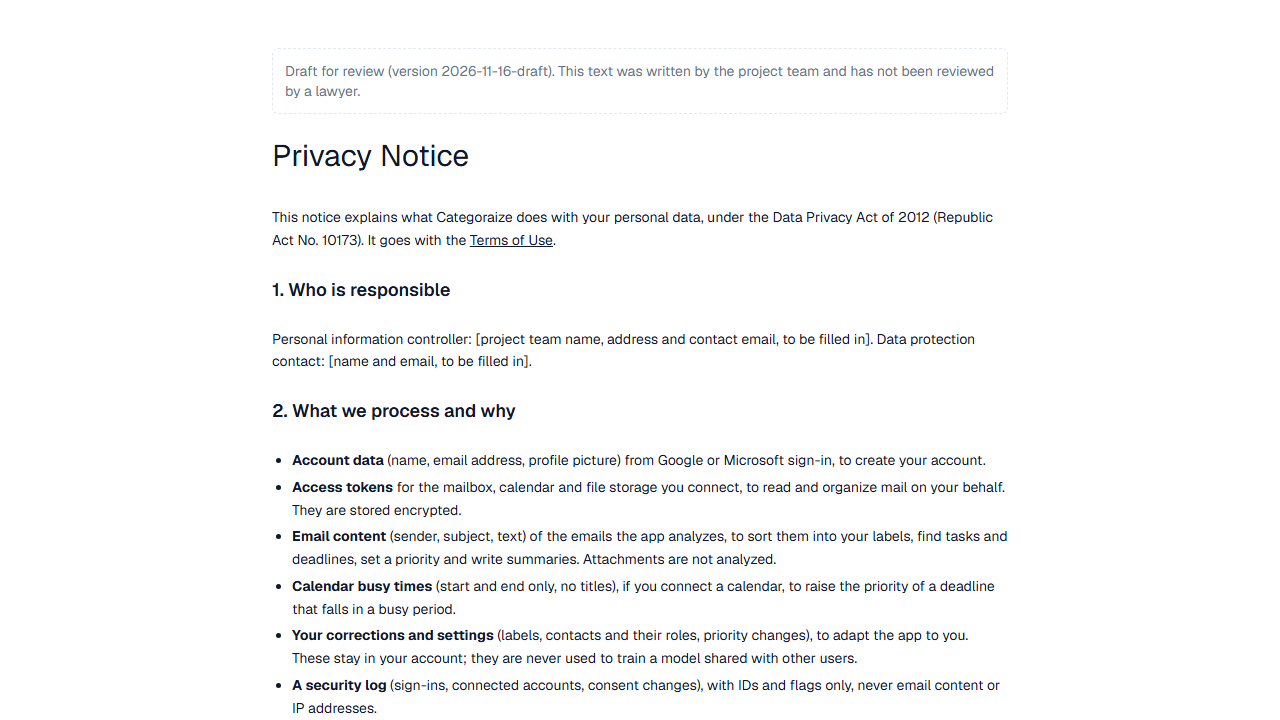 Draft for review (version 2026-11-16-draft). This text was written by the project team and has not been reviewed
by a lawyer.
Privacy Notice
This notice explains what Categoraize does with your personal data, under the Data Privacy Act of 2012 (Republic
Act No. 10173). It goes with the Terms of Use.
1. Who is responsible
Personal information controller: [project team name, address and contact email, to be filled in]. Data protection
contact: [name and email, to be filled in].
2. What we process and why
• Account data (name, email address, profile picture) from Google or Microsoft sign-in, to create your account.
• Access tokens for the mailbox, calendar and file storage you connect, to read and organize mail on your behalf.
They are stored encrypted.
• Email content (sender, subject, text) of the emails the app analyzes, to sort them into your labels, find tasks and
deadlines, set a priority and write summaries. Attachments are not analyzed.
• Calendar busy times (start and end only, no titles), if you connect a calendar, to raise the priority of a deadline
that falls in a busy period.
• Your corrections and settings (labels, contacts and their roles, priority changes), to adapt the app to you.
These stay in your account; they are never used to train a model shared with other users.
• A security log (sign-ins, connected accounts, consent changes), with IDs and flags only, never email content or
IP addresses.